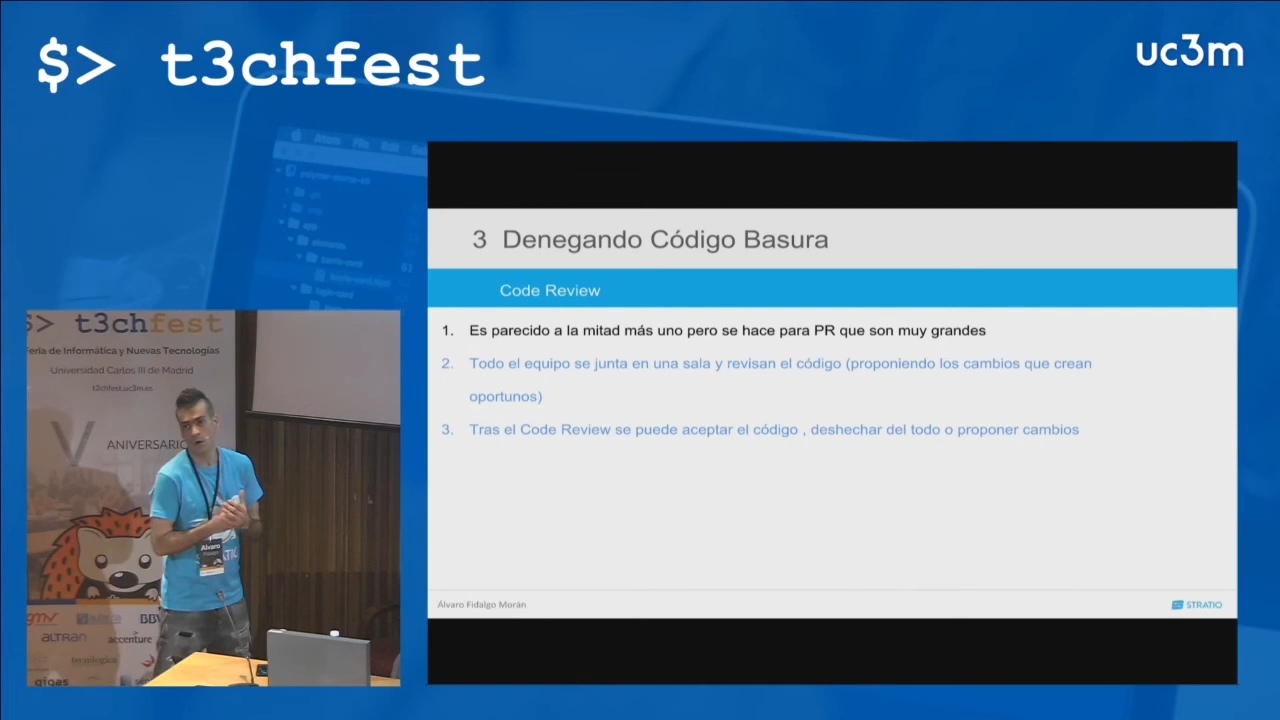 $> t3chfest
uc3m
3 Denegando Código Basura
Code Review
1. Es parecido a la mitad más uno pero se hace para PR que son muy grandes
2. Todo el equipo se junta en una sala y revisan el código (proponiendo los cambios que crean
oportunos)
3. Tras el Code Review se puede aceptar el código , deshechar del todo o proponer cambios
Álvaro Fidalgo Morán
STRATIO
$> t3chfest
Feria de Informática y Nuevas Tecnologías
Universidad Carlos III de Madrid
t3chfest.uc3m.es
V
ANIVERSARIO
Alvaro
gmv
BBV
ALTRAN
accenture
tecnilógica
gigas